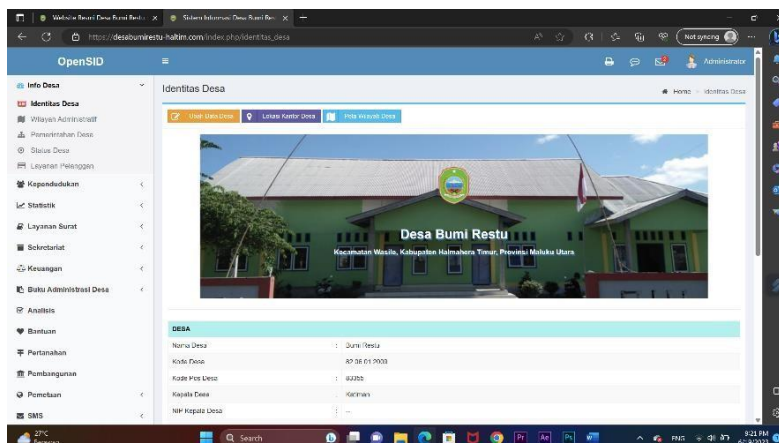 Website Resmi Desa Bumi Restu
Sistem Informasi Desa Bumi Res
https://desabumirestu-haltim.com/index.php/identitas_desa
Not syncing
OpenSID
Administrator
Info Desa
Identitas Desa
Wilayah Administratif
Pemerintahan Desa
Status Desa
Layanan Pelanggan
Kependudukan
Statistik
Layanan Surat
Sekretariat
Keuangan
Buku Administrasi Desa
Analisis
Bantuan
Pertanahan
Pembangunan
Pemetaan
SMS
Identitas Desa
Home > Identitas Desa
Ubah Data Desa
Lokasi Kantor Desa
Peta Wilayah Desa
Desa Bumi Restu
Kecamatan Wasile, Kabupaten Halmahera Timur, Provinsi Maluku Utara
DESA
Nama Desa : Bumi Restu
Kode Desa : 82.06.01.2003
Kode Pos Desa :
Kepala Desa : Katiman
NIP Kepala Desa : --
27°C
Search
ENG
9:21 PM